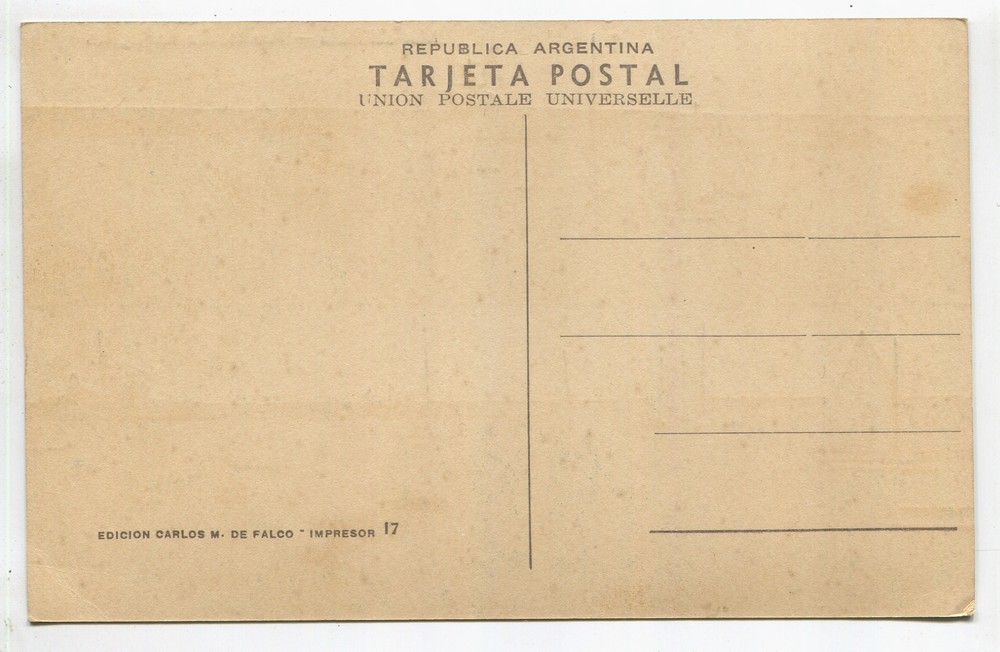 REPUBLICA ARGENTINA
TARJETA POSTAL
UNION POSTALE UNIVERSELLE
EDICION CARLOS M. DE FALCO - IMPRESOR 17